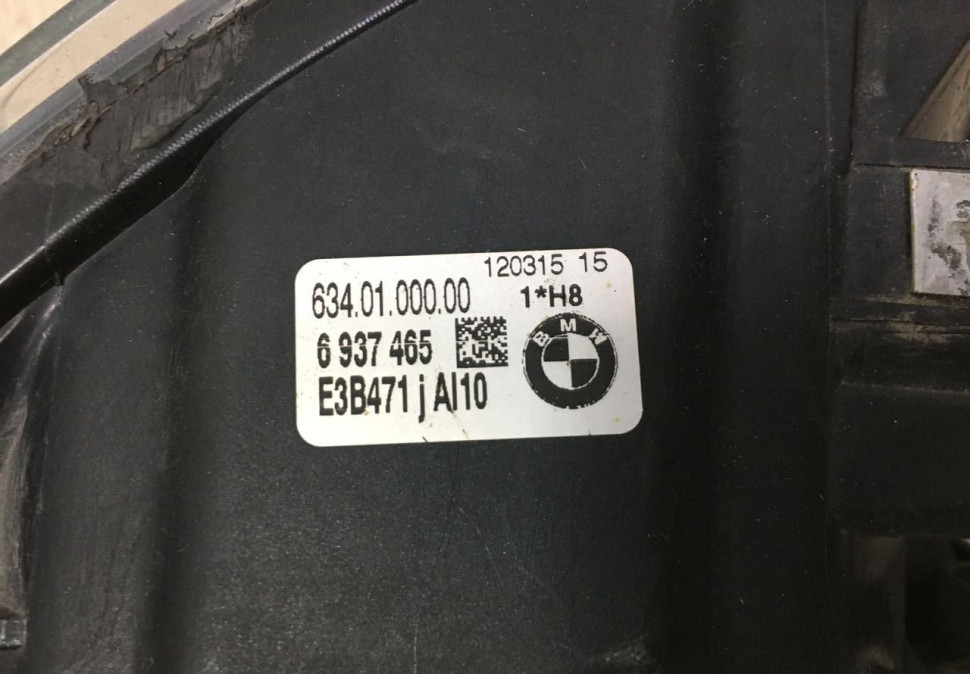 120315 15
634.01.000.00
1*H8
6 937 465
E3B471 j AI10
BMW